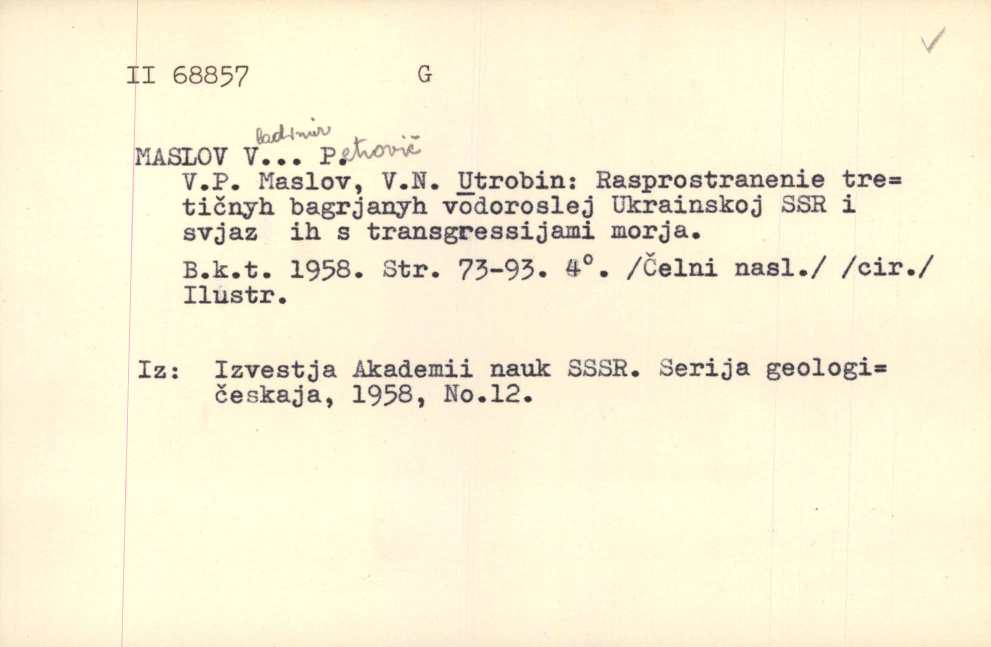 II 68857 G
MASLOV Vladimir... Petrovič
V.P. Maslov, V.N. Utrobin: Rasprostranenie tre=
tičnyh bagrjanyh vodoroslej Ukrainskoj SSR i
svjaz ih s transgressijami morja.
B.k.t. 1958. Str. 73-93. 4°. /Čelni nasl./ /cir./
Ilustr.
Iz: Izvestja Akademii nauk SSSR. Serija geologi=
českaja, 1958, No.12.